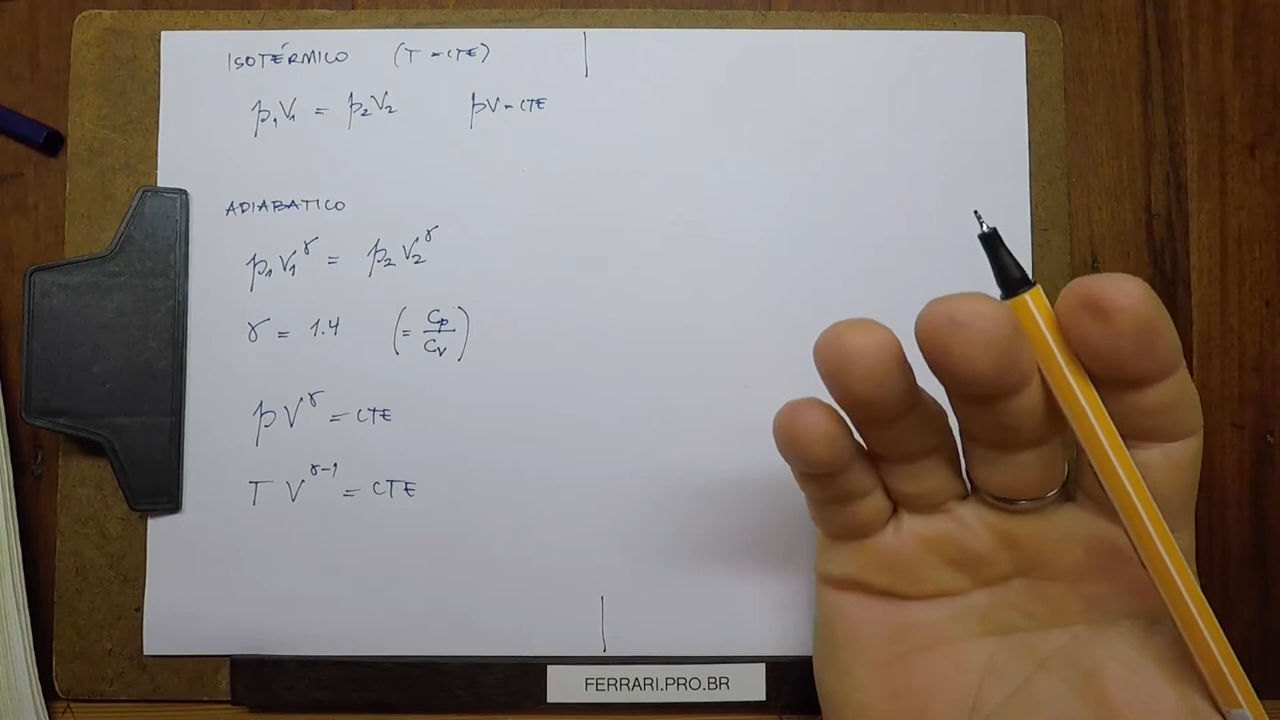 ISOTÉRMICO (T = CTE)
p₁V₁ = p₂V₂ pV = CTE
ADIABATICO
p₁V₁^γ = p₂V₂^γ
γ = 1.4 (= Cp/Cv)
pV^γ = CTE
TV^γ-1 = CTE
FERRARI.PRO.BR